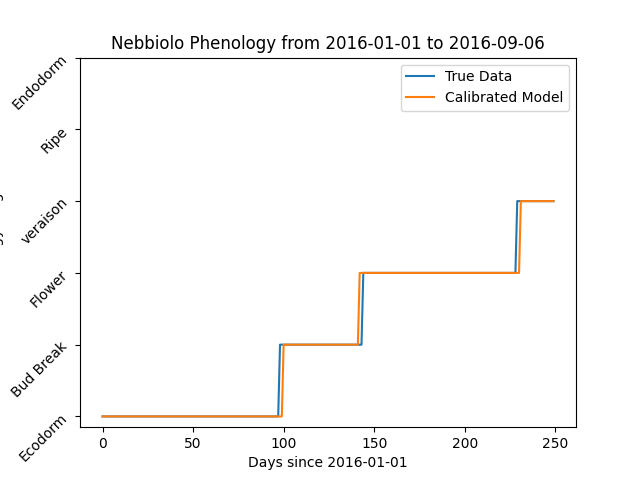 Nebbiolo Phenology from 2016-01-01 to 2016-09-06
True Data
Calibrated Model
Endodorm
Ripe
veraison
Flower
Bud Break
Ecodorm
0 50 100 150 200 250
Days since 2016-01-01